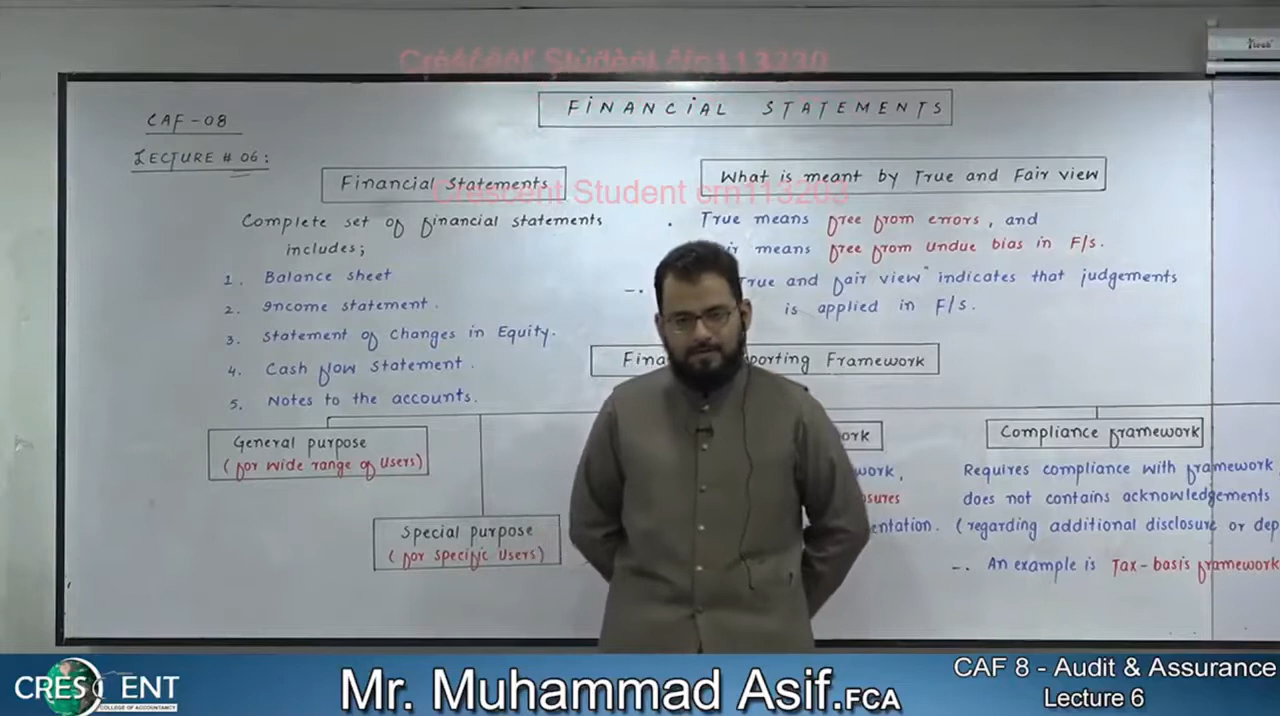 Crescent Student crn113230
Tivoli
FINANCIAL STATEMENTS
CAF-08
LECTURE # 06:
Financial Statements
Crescent Student crn113203
What is meant by True and Fair view
Complete set of financial statements
includes;
1. Balance sheet
2. Income statement.
3. Statement of changes in Equity.
4. Cash flow statement.
5. Notes to the accounts.
. True means free from errors, and
means free from undue bias in F/s.
-. True and fair view" indicates that judgements
is applied in F/s.
Framework
General purpose
(for wide range of users)
Special purpose
(for specific users)
Compliance framework
Requires compliance with framework,
does not contains acknowledgements
(regarding additional disclosure or
-. An example is Tax-basis framework
CRESCENT
COLLEGE OF ACCOUNTANCY
Mr. Muhammad Asif.FCA
CAF 8 - Audit & Assurance
Lecture 6